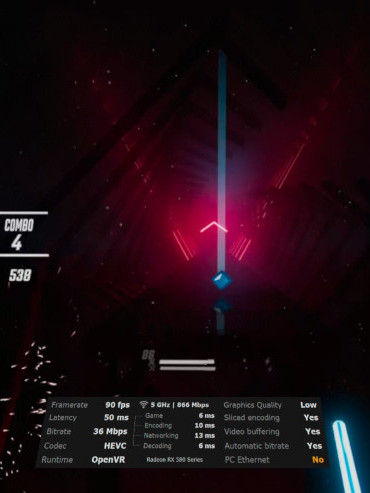 COMBO
4
538
Framerate 90 fps
Latency 50 ms
Bitrate 36 Mbps
Codec HEVC
Runtime OpenVR
5 GHz | 866 Mbps
Game 6 ms
Encoding 10 ms
Networking 13 ms
Decoding 6 ms
Radeon RX 580 Series
Graphics Quality Low
Sliced encoding Yes
Video buffering Yes
Automatic bitrate Yes
PC Ethernet No